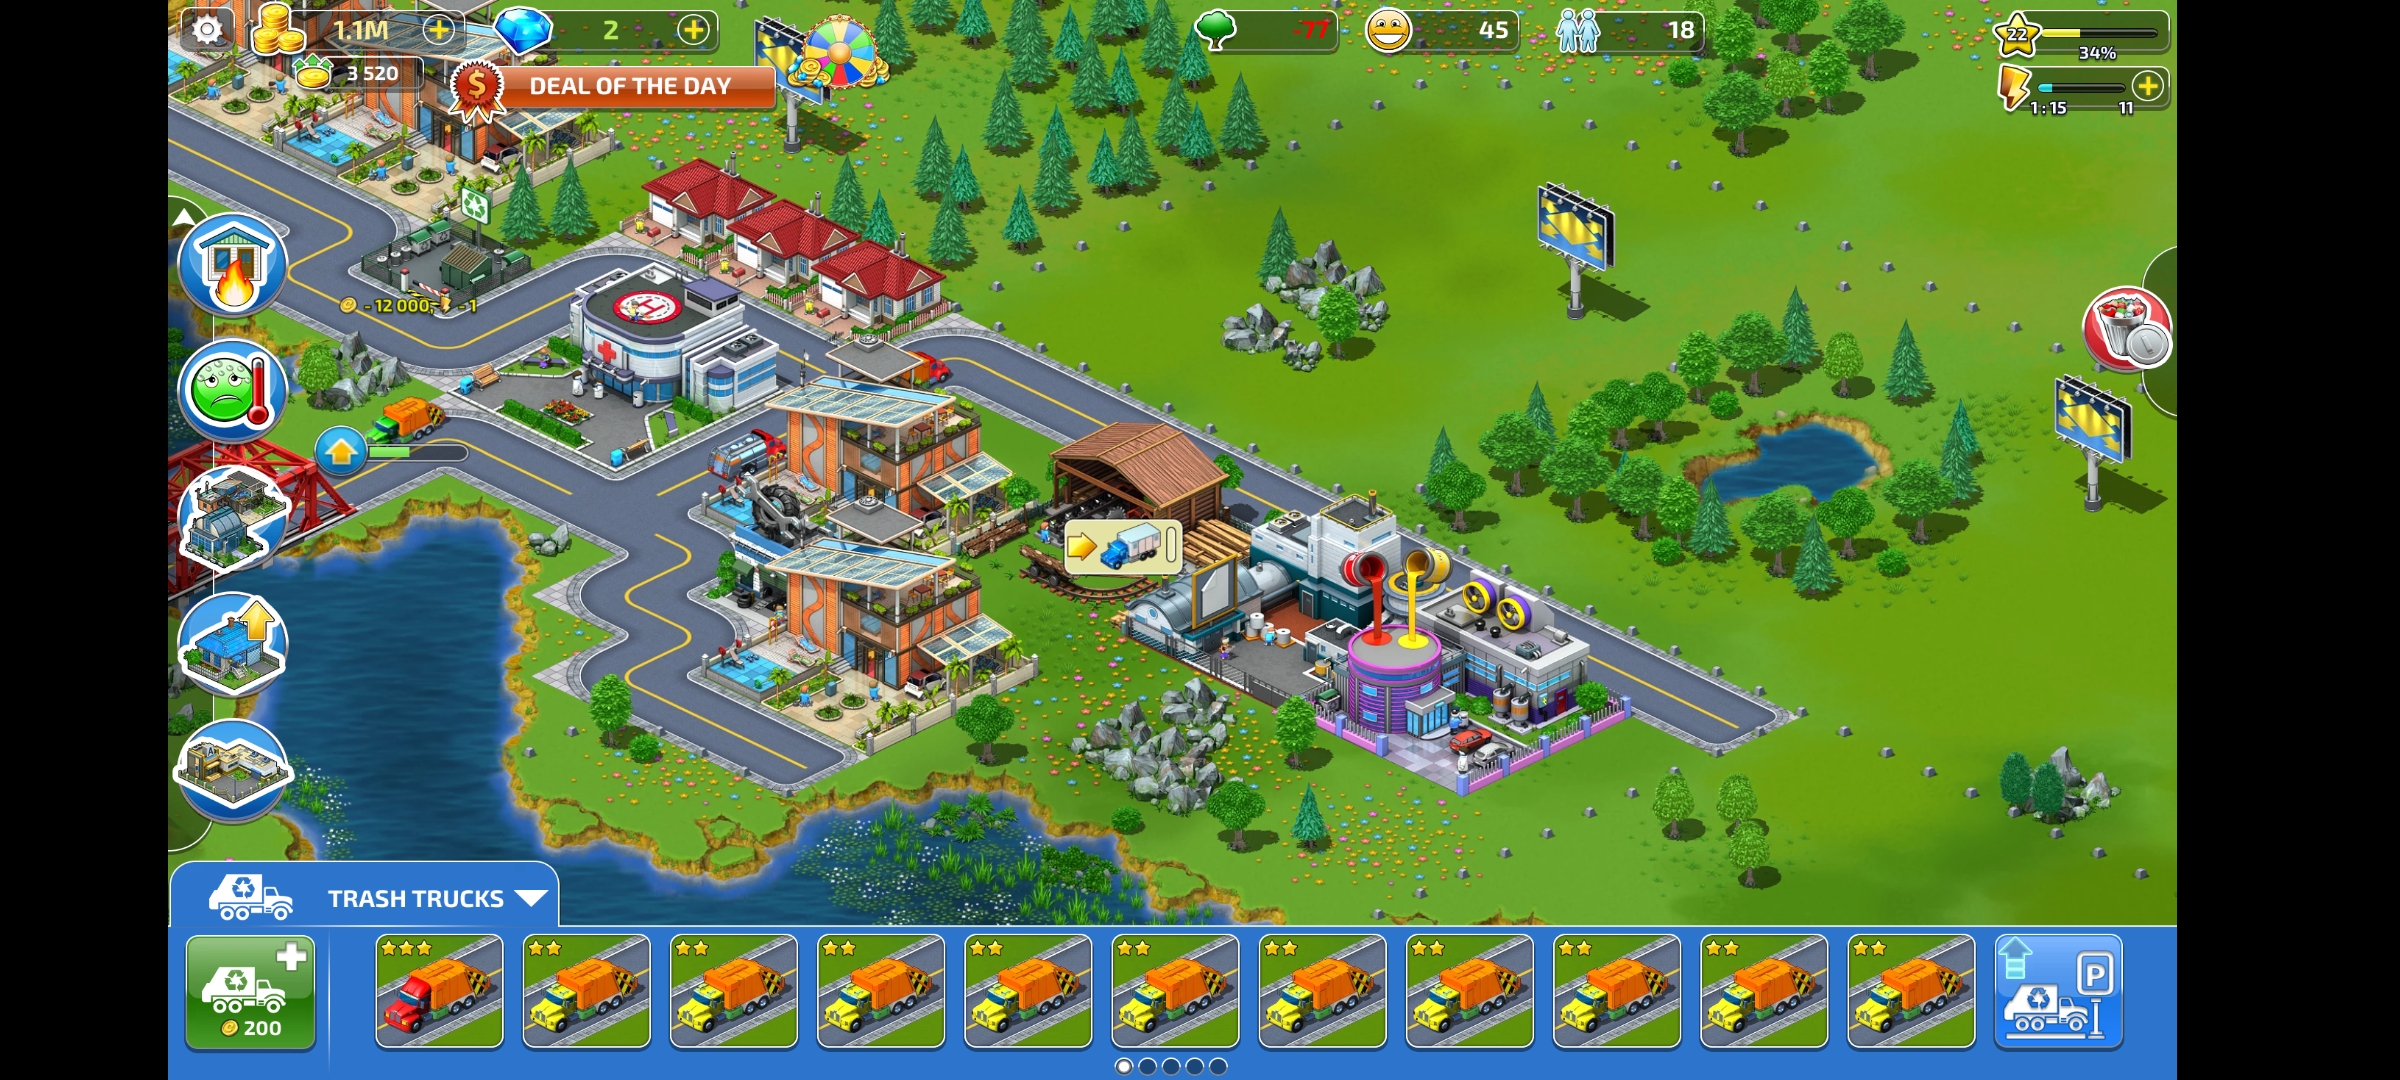 1.1M
2
-77
45
18
22
34%
3 520
DEAL OF THE DAY
1:15
11
H
- 12 000, - 1
TRASH TRUCKS
200
P